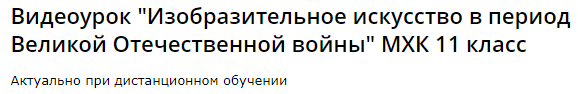 Видеоурок "Изобразительное искусство в период
Великой Отечественной войны" МХК 11 класс
Актуально при дистанционном обучении